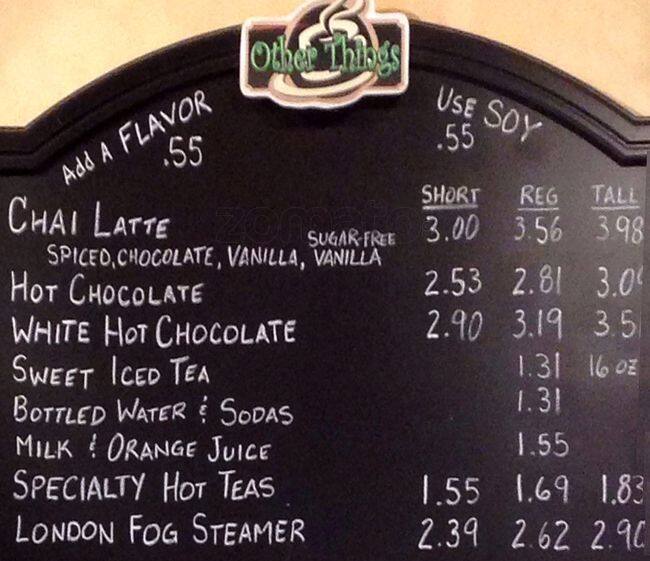 Other Things
ADD A FLAVOR
.55
USE SOY
.55
SHORT REG TALL
CHAI LATTE 3.00 3.56 3.98
SPICED, CHOCOLATE, VANILLA, SUGAR-FREE VANILLA
HOT CHOCOLATE 2.53 2.81
WHITE HOT CHOCOLATE 2.90 3.19
SWEET ICED TEA 1.31 16 OZ
BOTTLED WATER & SODAS 1.31
MILK & ORANGE JUICE 1.55
SPECIALTY HOT TEAS 1.55 1.69 1.83
LONDON FOG STEAMER 2.39 2.62 2.90